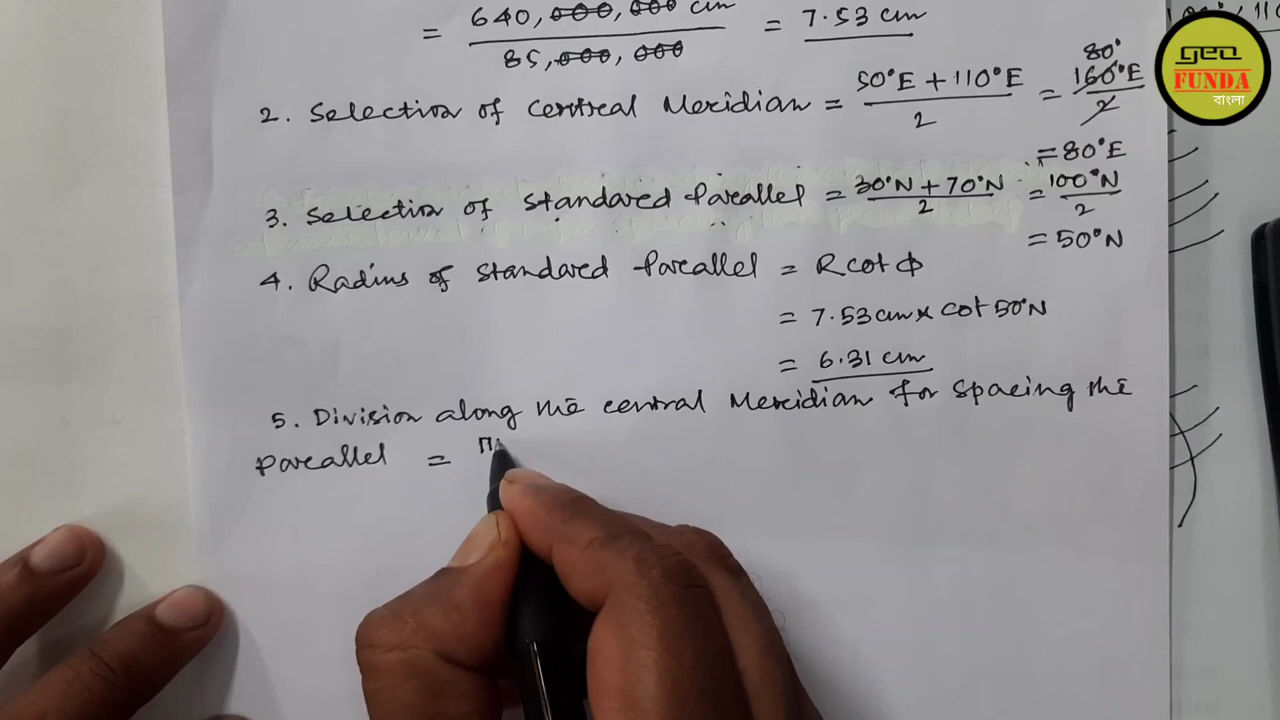 = 640,000,000 cm / 85,000,000 = 7.53 cm
2. Selection of Central Meridian = 50°E + 110°E / 2 = 160°E / 2 80°
= 80°E
3. Selection of Standared Parallel = 30°N + 70°N / 2 = 100°N / 2
= 50°N
4. Radius of Standared Parallel = R cot ϕ
= 7.53 cm × cot 50°N
= 6.31 cm
5. Division along the central Meridian for spacing the
Parallel =
geo
FUNDA
বাংলা